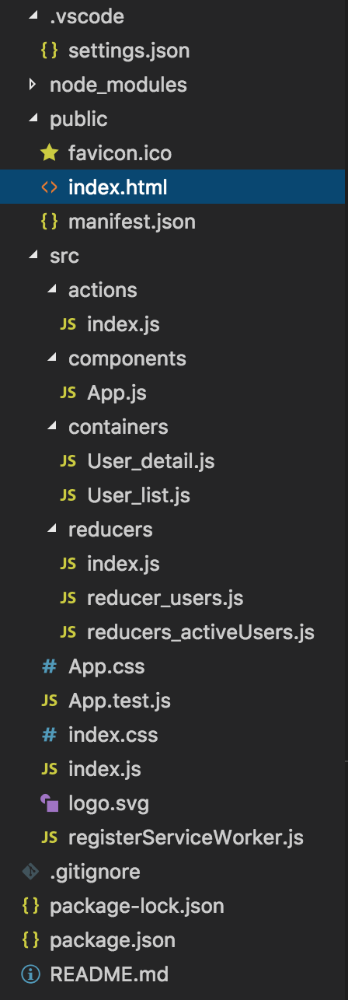 .vscode
{} settings.json
node_modules
public
favicon.ico
<> index.html
{} manifest.json
src
actions
JS index.js
components
JS App.js
containers
JS User_detail.js
JS User_list.js
reducers
JS index.js
JS reducer_users.js
JS reducers_activeUsers.js
# App.css
JS App.test.js
# index.css
JS index.js
logo.svg
JS registerServiceWorker.js
.gitignore
{} package-lock.json
{} package.json
README.md